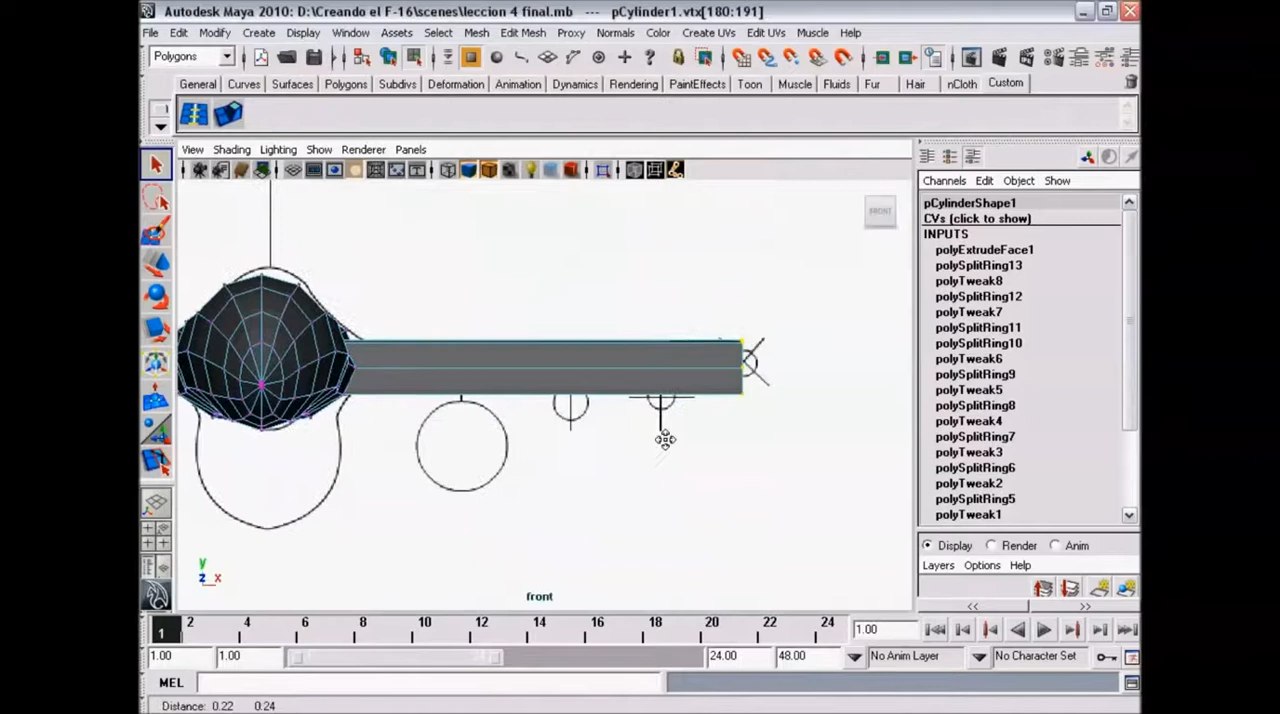 Autodesk Maya 2010: D:\Creando el F-16\scenes\leccion 4 final.mb --- pCylinder1.vtx[180:191]
File Edit Modify Create Display Window Assets Select Mesh Edit Mesh Proxy Normals Color Create UVs Edit UVs Muscle Help
Polygons
General Curves Surfaces Polygons Subdivs Deformation Animation Dynamics Rendering PaintEffects Toon Muscle Fluids Fur Hair nCloth Custom
View Shading Lighting Show Renderer Panels
Channels Edit Object Show
pCylinderShape1
CVs (click to show)
INPUTS
polyExtrudeFace1
polySplitRing13
polyTweak8
polySplitRing12
polyTweak7
polySplitRing11
polySplitRing10
polyTweak6
polySplitRing9
polyTweak5
polySplitRing8
polyTweak4
polySplitRing7
polyTweak3
polySplitRing6
polyTweak2
polySplitRing5
polyTweak1
FRONT
y
z x
front
Display Render Anim
Layers Options Help
<< >>
1 2 4 6 8 10 12 14 16 18 20 22 24 1.00
1.00 1.00 24.00 48.00 No Anim Layer No Character Set
MEL
Distance: 0.22 0.24